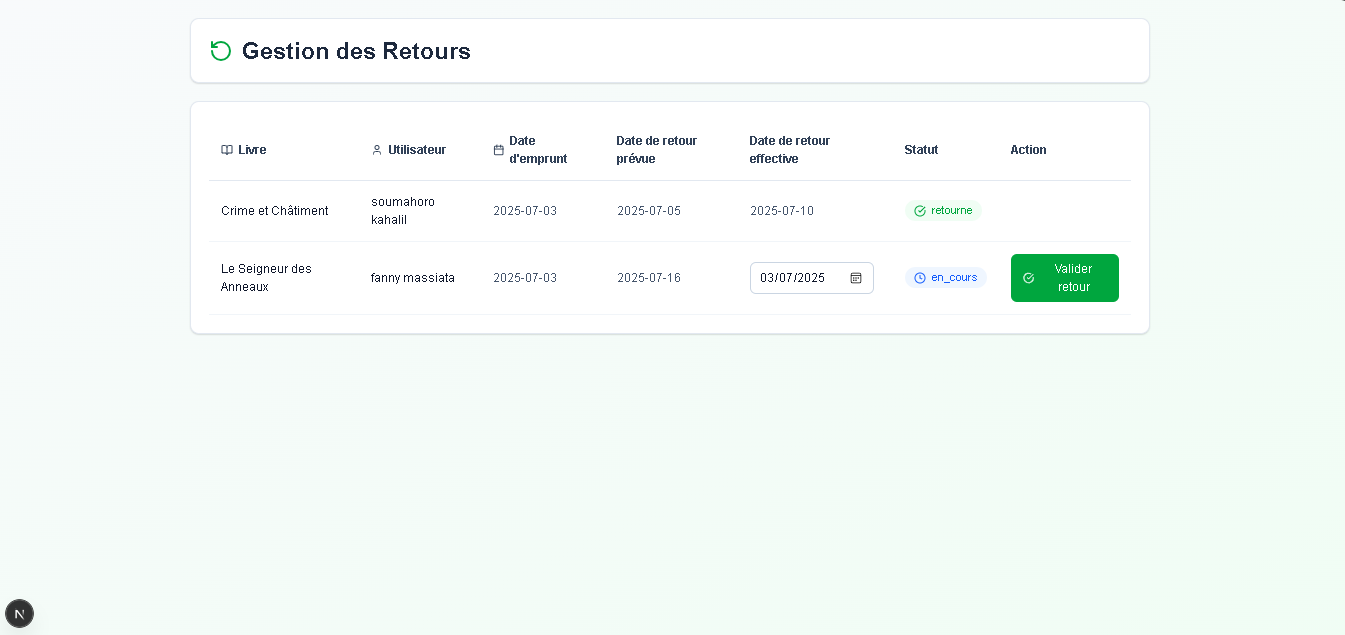 Gestion des Retours
Livre
Utilisateur
Date
d'emprunt
Date de retour
prévue
Date de retour
effective
Statut
Action
Crime et Châtiment
soumahoro
kahalil
2025-07-03
2025-07-05
2025-07-10
retourne
Le Seigneur des
Anneaux
fanny massiata
2025-07-03
2025-07-16
03/07/2025
en_cours
Valider
retour
N